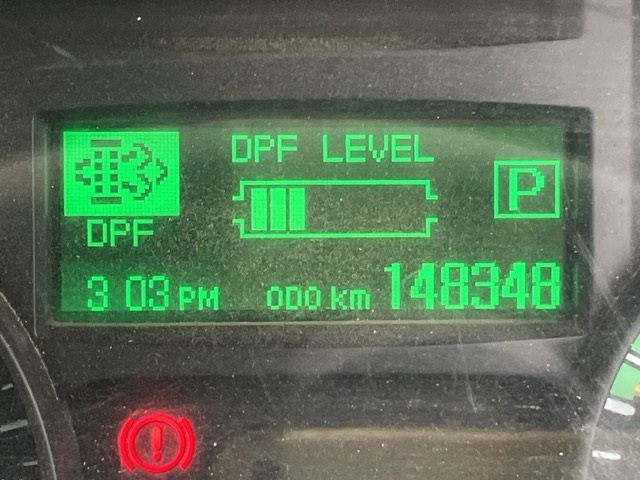 DPF LEVEL
DPF
P
3 03 PM ODO km 148348
!